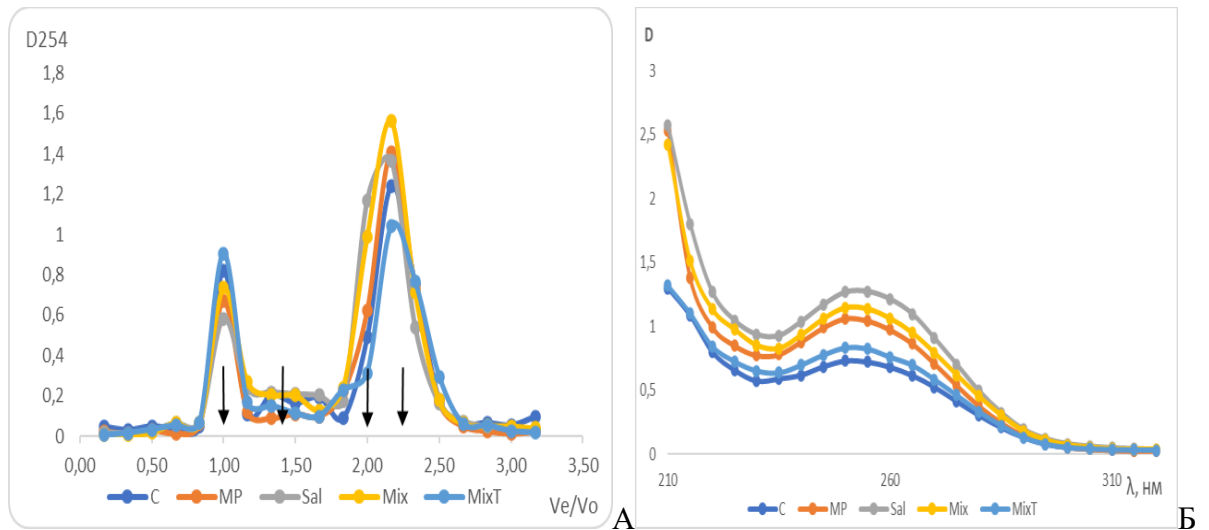 D254
1,8
1,6
1,4
1,2
1
0,8
0,6
0,4
0,2
0
0,00 0,50 1,00 1,50 2,00 2,50 3,00 3,50
C MP Sal Mix MixT
Ve/Vo
А
D
3
2,5
2
1,5
1
0,5
0
210 260 310
λ, нм
C MP Sal Mix MixT
Б